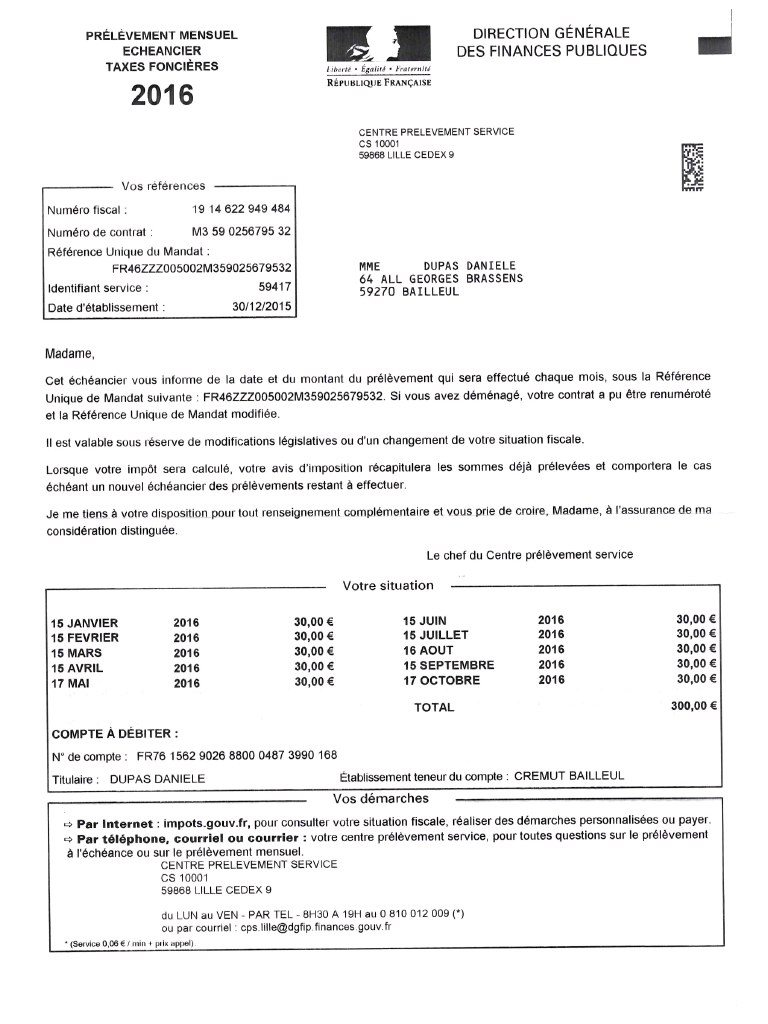 PRÉLÈVEMENT MENSUEL
ECHEANCIER
TAXES FONCIÈRES
2016
Liberté • Égalité • Fraternité
RÉPUBLIQUE FRANÇAISE
DIRECTION GÉNÉRALE
DES FINANCES PUBLIQUES
CENTRE PRELEVEMENT SERVICE
CS 10001
59868 LILLE CEDEX 9
Vos références
Numéro fiscal : 19 14 622 949 484
Numéro de contrat : M3 59 0256795 32
Référence Unique du Mandat :
FR46ZZZ005002M359025679532
Identifiant service : 59417
Date d'établissement : 30/12/2015
MME DUPAS DANIELE
64 ALL GEORGES BRASSENS
59270 BAILLEUL
Madame,
Cet échéancier vous informe de la date et du montant du prélèvement qui sera effectué chaque mois, sous la Référence
Unique de Mandat suivante : FR46ZZZ005002M359025679532. Si vous avez déménagé, votre contrat a pu être renuméroté
et la Référence Unique de Mandat modifiée.
Il est valable sous réserve de modifications législatives ou d'un changement de votre situation fiscale.
Lorsque votre impôt sera calculé, votre avis d'imposition récapitulera les sommes déjà prélevées et comportera le cas
échéant un nouvel échéancier des prélèvements restant à effectuer.
Je me tiens à votre disposition pour tout renseignement complémentaire et vous prie de croire, Madame, à l'assurance de ma
considération distinguée.
Le chef du Centre prélèvement service
Votre situation
15 JANVIER 2016 30,00 € 15 JUIN 2016 30,00 €
15 FEVRIER 2016 30,00 € 15 JUILLET 2016 30,00 €
15 MARS 2016 30,00 € 16 AOUT 2016 30,00 €
15 AVRIL 2016 30,00 € 15 SEPTEMBRE 2016 30,00 €
17 MAI 2016 30,00 € 17 OCTOBRE 2016 30,00 €
TOTAL 300,00 €
COMPTE À DÉBITER :
N° de compte : FR76 1562 9026 8800 0487 3990 168
Titulaire : DUPAS DANIELE Établissement teneur du compte : CREMUT BAILLEUL
Vos démarches
⇨ Par Internet : impots.gouv.fr, pour consulter votre situation fiscale, réaliser des démarches personnalisées ou payer.
⇨ Par téléphone, courriel ou courrier : votre centre prélèvement service, pour toutes questions sur le prélèvement
à l'échéance ou sur le prélèvement mensuel.
CENTRE PRELEVEMENT SERVICE
CS 10001
59868 LILLE CEDEX 9
du LUN au VEN - PAR TEL - 8H30 A 19H au 0 810 012 009 (*)
ou par courriel : cps.lille@dgfip.finances.gouv.fr
* (Service 0,06 € / min + prix appel)